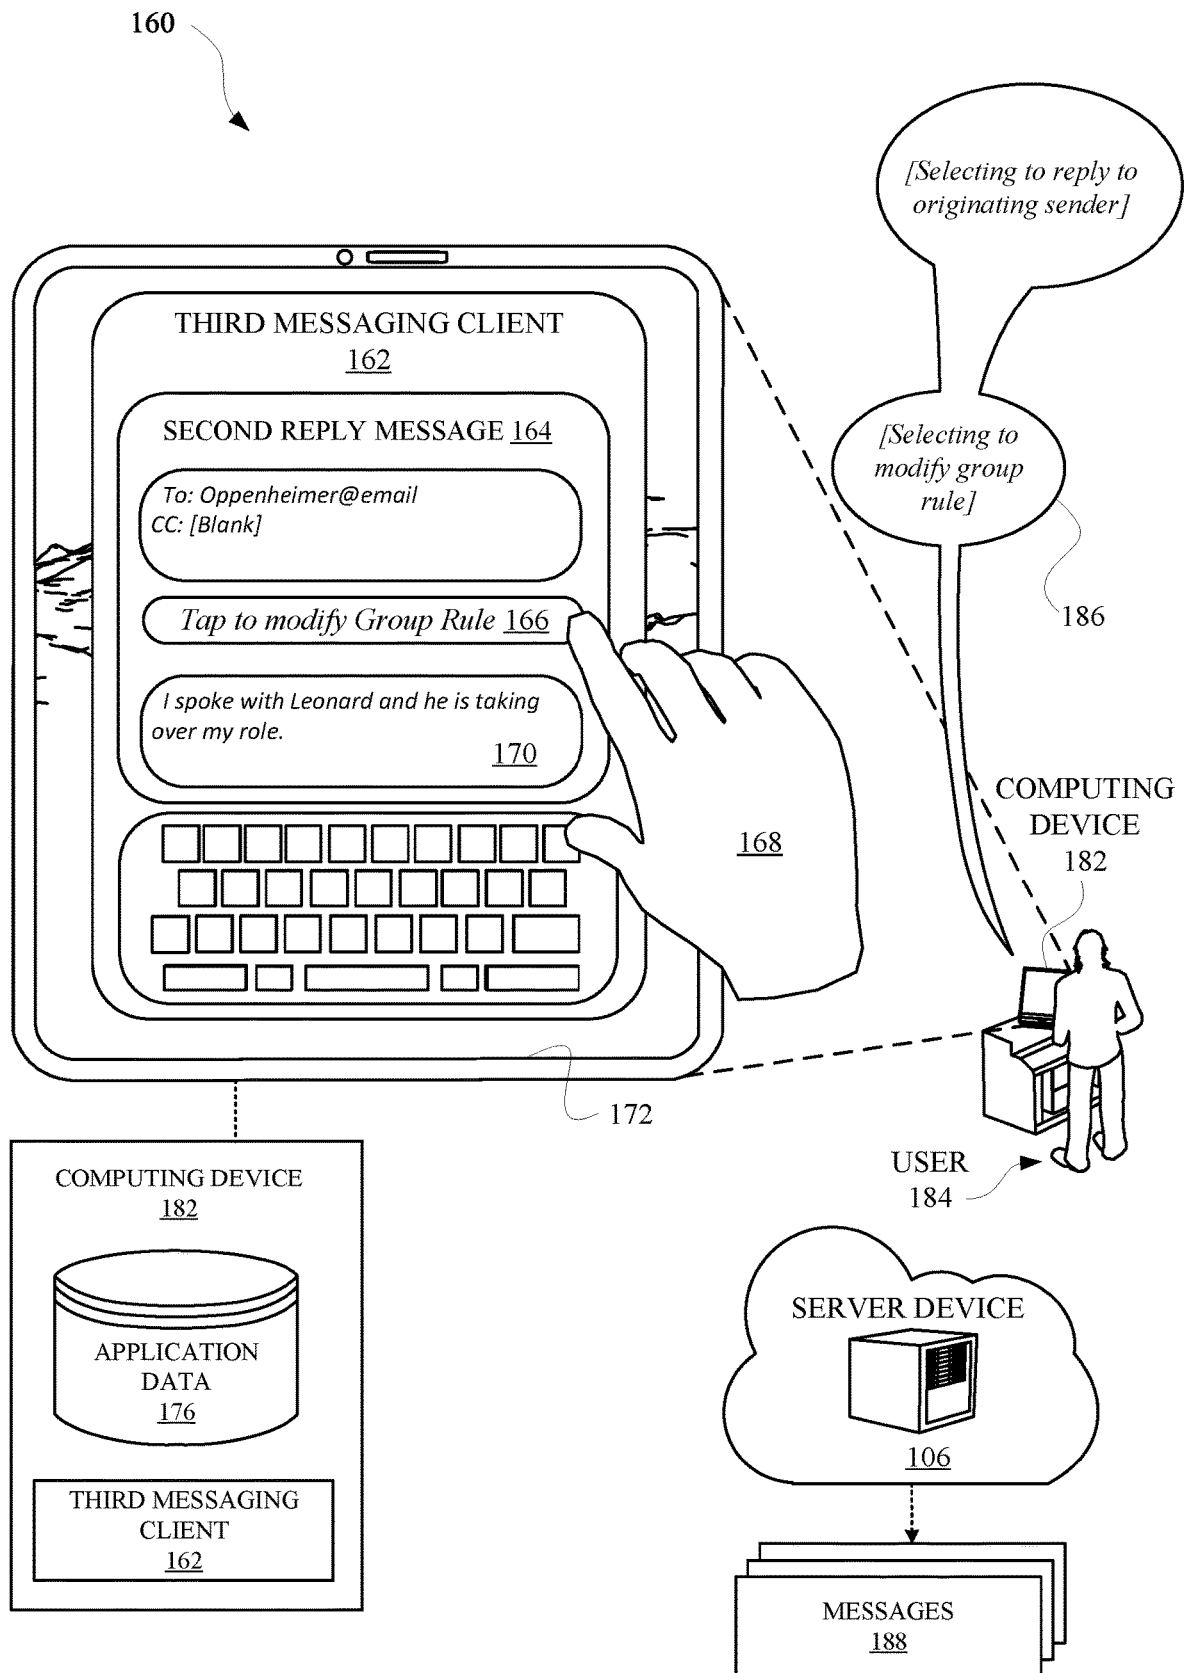 160
[Selecting to reply to
originating sender]
THIRD MESSAGING CLIENT
162
SECOND REPLY MESSAGE 164
To: Oppenheimer@email
CC: [Blank]
[Selecting to
modify group
rule]
186
Tap to modify Group Rule 166
I spoke with Leonard and he is taking
over my role.
170
168
COMPUTING
DEVICE
182
172
USER
184
COMPUTING DEVICE
182
APPLICATION
DATA
176
THIRD MESSAGING
CLIENT
162
SERVER DEVICE
106
MESSAGES
188